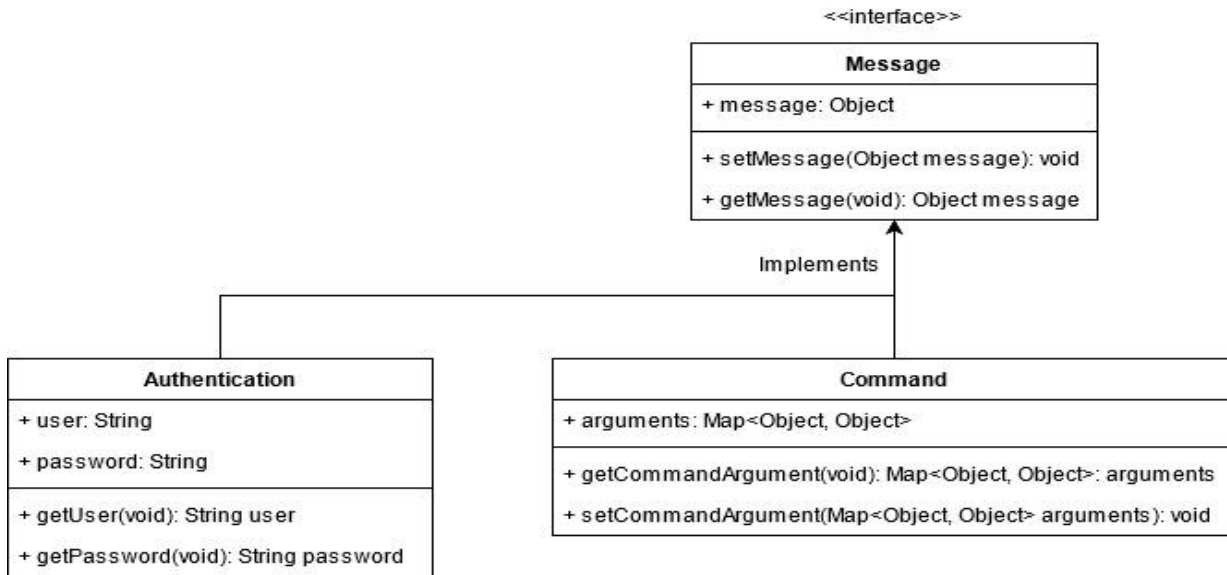 <<interface>>
Message
+ message: Object
+ setMessage(Object message): void
+ getMessage(void): Object message
Implements
Authentication
+ user: String
+ password: String
+ getUser(void): String user
+ getPassword(void): String password
Command
+ arguments: Map<Object, Object>
+ getCommandArgument(void): Map<Object, Object>: arguments
+ setCommandArgument(Map<Object, Object> arguments): void